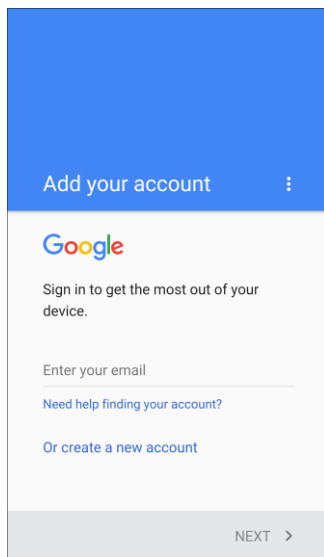 Add your account
Google
Sign in to get the most out of your
device.
Enter your email
Need help finding your account?
Or create a new account
NEXT